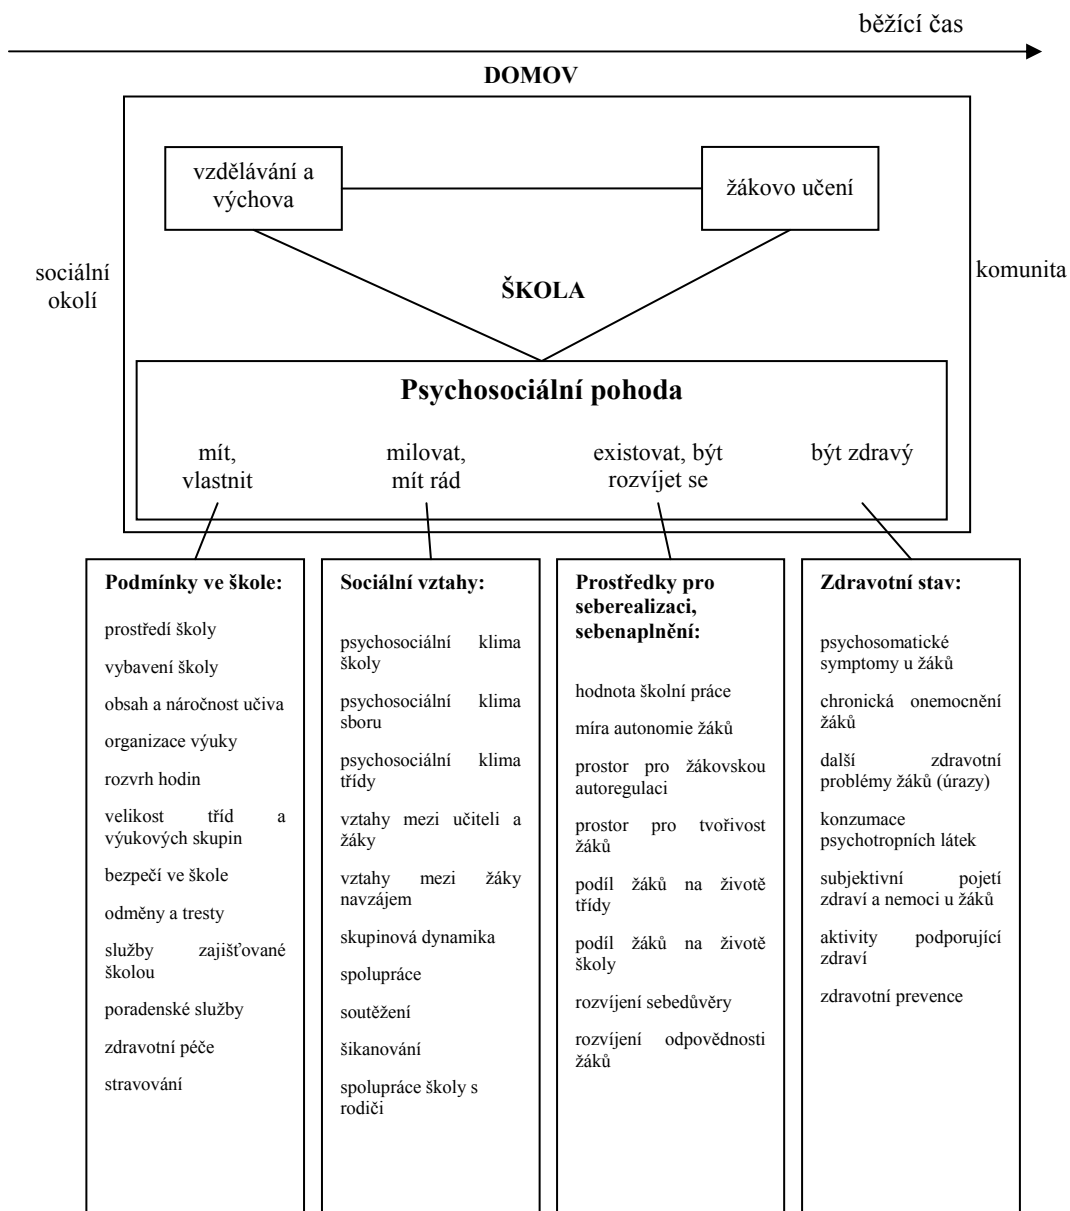 běžící čas
DOMOV
vzdělávání a
výchova
žákovo učení
sociální
okolí
ŠKOLA
komunita
Psychosociální pohoda
mít,
vlastnit
milovat,
mít rád
existovat, být
rozvíjet se
být zdravý
Podmínky ve škole:
prostředí školy
vybavení školy
obsah a náročnost učiva
organizace výuky
rozvrh hodin
velikost tříd a
výukových skupin
bezpečí ve škole
odměny a tresty
služby zajišťované
školou
poradenské služby
zdravotní péče
stravování
Sociální vztahy:
psychosociální klima
školy
psychosociální klima
sboru
psychosociální klima
třídy
vztahy mezi učiteli a
žáky
vztahy mezi žáky
navzájem
skupinová dynamika
spolupráce
soutěžení
šikanování
spolupráce školy s
rodiči
Prostředky pro
seberealizaci,
sebenaplnění:
hodnota školní práce
míra autonomie žáků
prostor pro žákovskou
autoregulaci
prostor pro tvořivost
žáků
podíl žáků na životě
třídy
podíl žáků na životě
školy
rozvíjení sebedůvěry
rozvíjení odpovědnosti
žáků
Zdravotní stav:
psychosomatické
symptomy u žáků
chronická onemocnění
žáků
další zdravotní
problémy žáků (úrazy)
konzumace
psychotropních látek
subjektivní pojetí
zdraví a nemoci u žáků
aktivity podporující
zdraví
zdravotní prevence